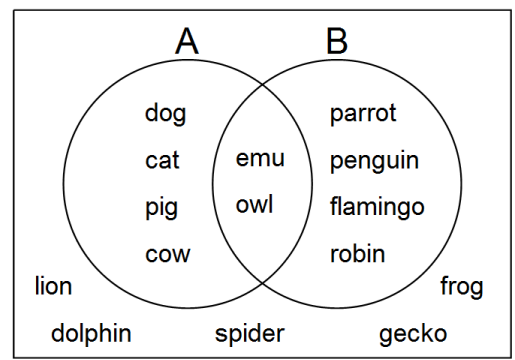 A B
dog
cat
pig
cow
emu
owl
parrot
penguin
flamingo
robin
lion
frog
dolphin
spider
gecko